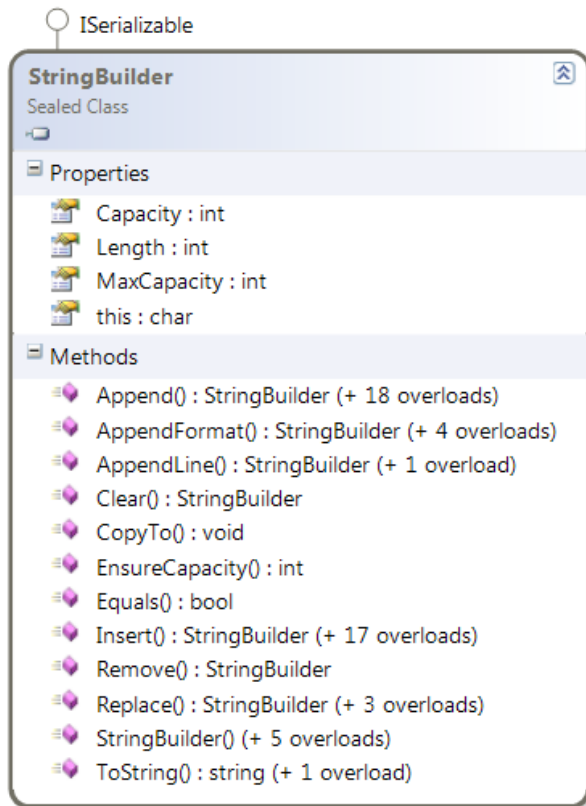 ISerializable
StringBuilder
Sealed Class
Properties
Capacity : int
Length : int
MaxCapacity : int
this : char
Methods
Append() : StringBuilder (+ 18 overloads)
AppendFormat() : StringBuilder (+ 4 overloads)
AppendLine() : StringBuilder (+ 1 overload)
Clear() : StringBuilder
CopyTo() : void
EnsureCapacity() : int
Equals() : bool
Insert() : StringBuilder (+ 17 overloads)
Remove() : StringBuilder
Replace() : StringBuilder (+ 3 overloads)
StringBuilder() (+ 5 overloads)
ToString() : string (+ 1 overload)